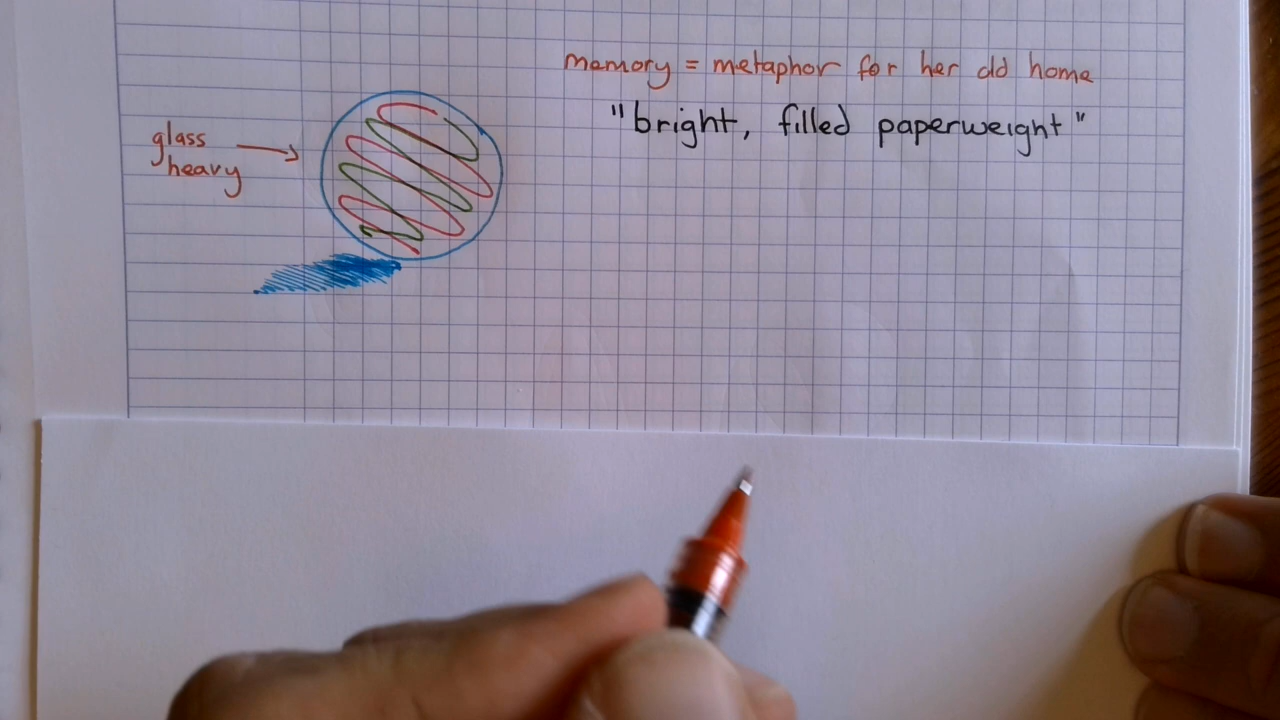 memory = metaphor for her old home
"bright, filled paperweight"
glass
heavy